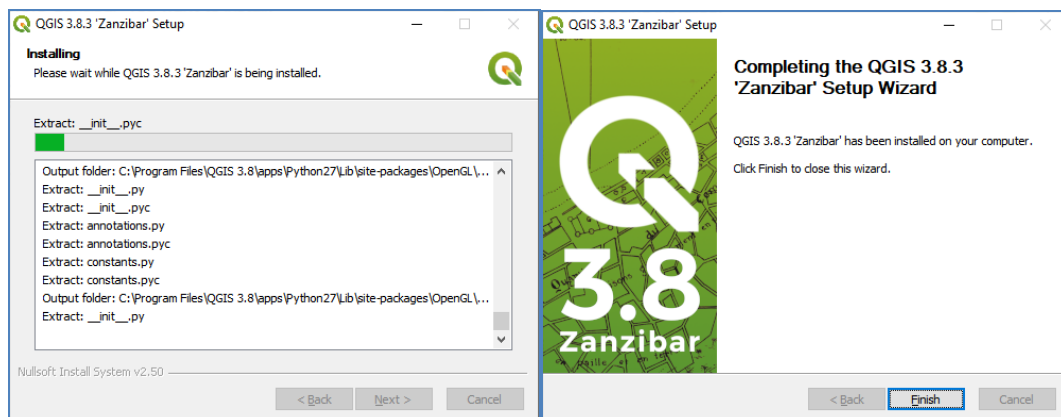 QGIS 3.8.3 'Zanzibar' Setup
Installing
Please wait while QGIS 3.8.3 'Zanzibar' is being installed.
Extract: __init__.pyc
Output folder: C:\Program Files\QGIS 3.8\apps\Python27\Lib\site-packages\OpenGL\...
Extract: __init__.py
Extract: __init__.pyc
Extract: annotations.py
Extract: annotations.pyc
Extract: constants.py
Extract: constants.pyc
Output folder: C:\Program Files\QGIS 3.8\apps\Python27\Lib\site-packages\OpenGL\...
Extract: __init__.py
Nullsoft Install System v2.50
< Back
Next >
Cancel
QGIS 3.8.3 'Zanzibar' Setup
3.8
Zanzibar
Completing the QGIS 3.8.3
'Zanzibar' Setup Wizard
QGIS 3.8.3 'Zanzibar' has been installed on your computer.
Click Finish to close this wizard.
< Back
Finish
Cancel